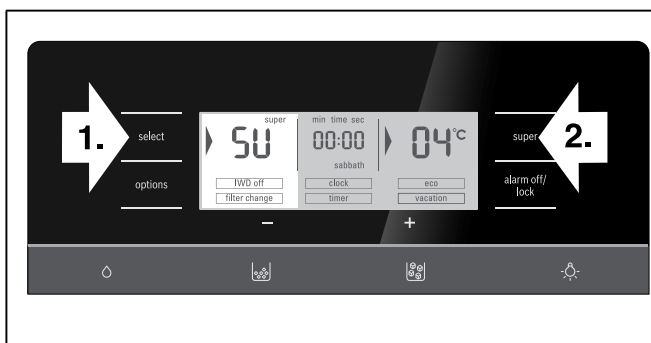 1.
select
options
super
SU
IWD off
filter change
min time sec
00:00
sabbath
clock
timer
04°C
eco
vacation
super
2.
alarm off/
lock
−
+